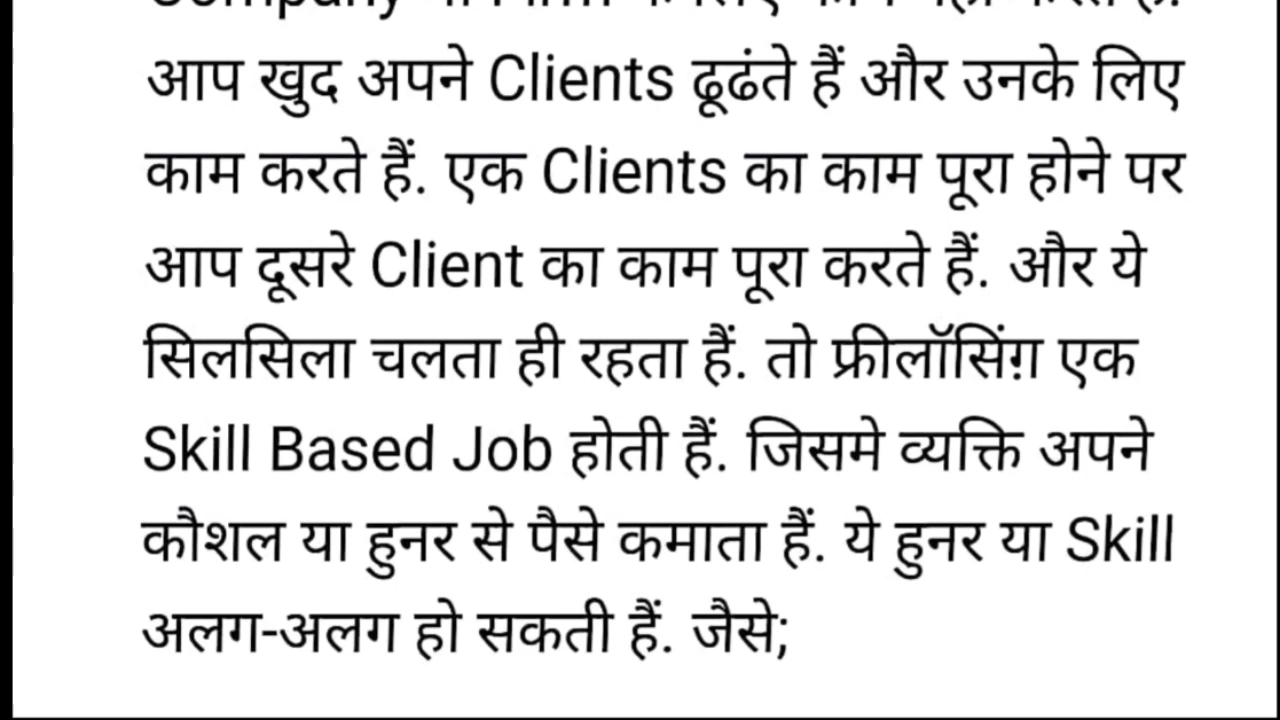 आप खुद अपने Clients ढूढंते हैं और उनके लिए
काम करते हैं. एक Clients का काम पूरा होने पर
आप दूसरे Client का काम पूरा करते हैं. और ये
सिलसिला चलता ही रहता हैं. तो फ्रीलॉसिंग़ एक
Skill Based Job होती हैं. जिसमे व्यक्ति अपने
कौशल या हुनर से पैसे कमाता हैं. ये हुनर या Skill
अलग-अलग हो सकती हैं. जैसे;